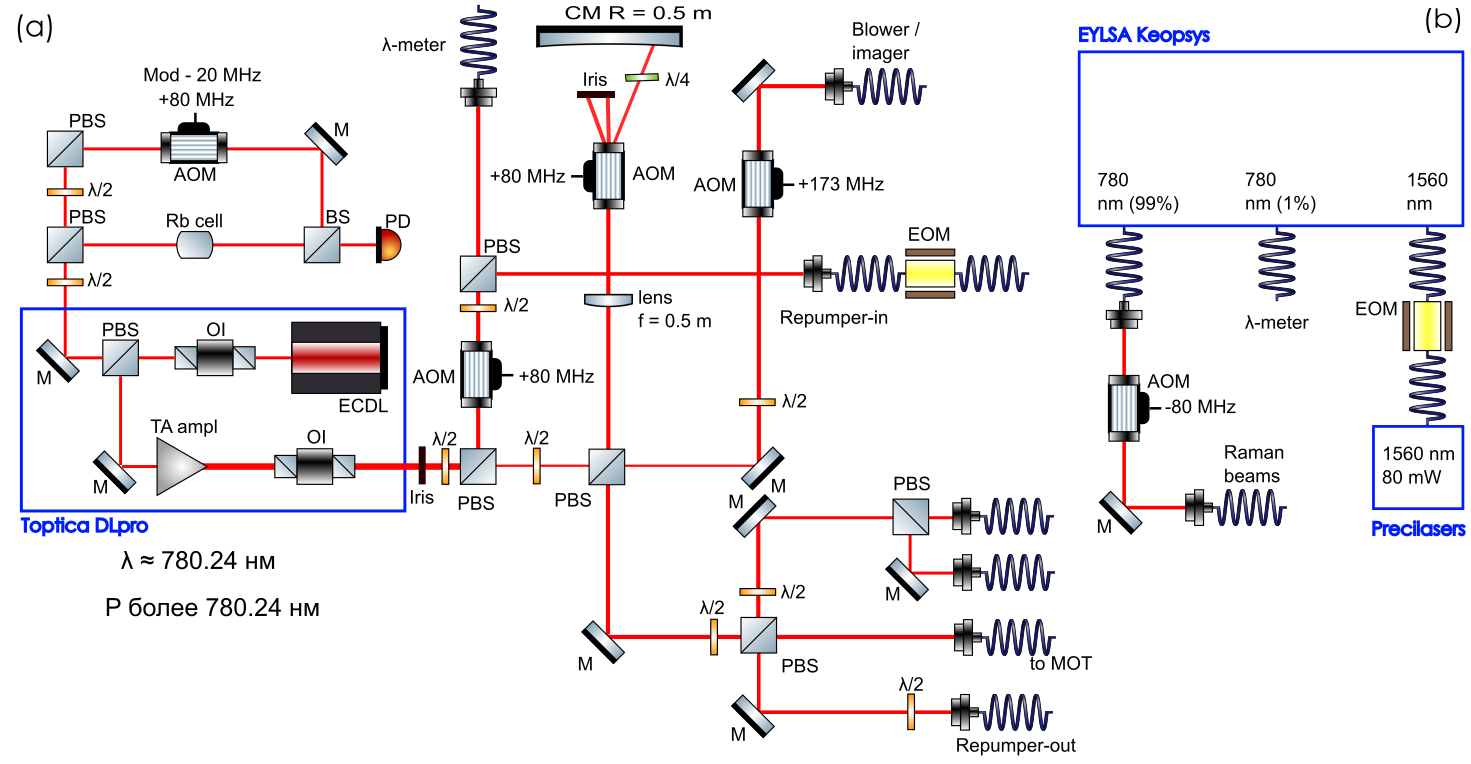 (a)
CM R = 0.5 m
(b)
λ-meter
Blower /
imager
EYLSA Keopsys
Mod - 20 MHz
+80 MHz
Iris
λ/4
PBS
M
AOM
+80 MHz
AOM
AOM
+173 MHz
780
nm (99%)
780
nm (1%)
1560
nm
λ/2
PBS
Rb cell
BS
PD
PBS
EOM
λ/2
lens
f = 0.5 m
λ/2
Repumper-in
λ-meter
EOM
PBS
OI
M
ECDL
AOM
+80 MHz
λ/2
AOM
-80 MHz
TA ampl
OI
λ/2
λ/2
M
Iris
PBS
PBS
M
PBS
Raman
beams
1560 nm
80 mW
M
Toptica DLpro
Precilasers
λ ≈ 780.24 нм
M
λ/2
P более 780.24 нм
λ/2
M
PBS
to MOT
λ/2
M
Repumper-out